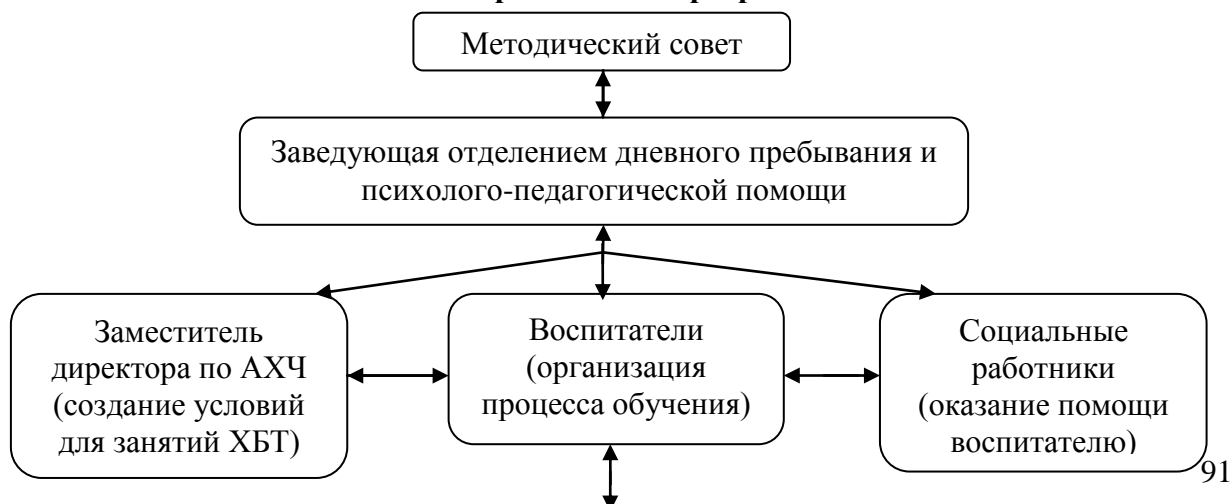 Методический совет
Заведующая отделением дневного пребывания и
психолого-педагогической помощи
Заместитель
директора по АХЧ
(создание условий
для занятий ХБТ)
Воспитатели
(организация
процесса обучения)
Социальные
работники
(оказание помощи
воспитателю)
91